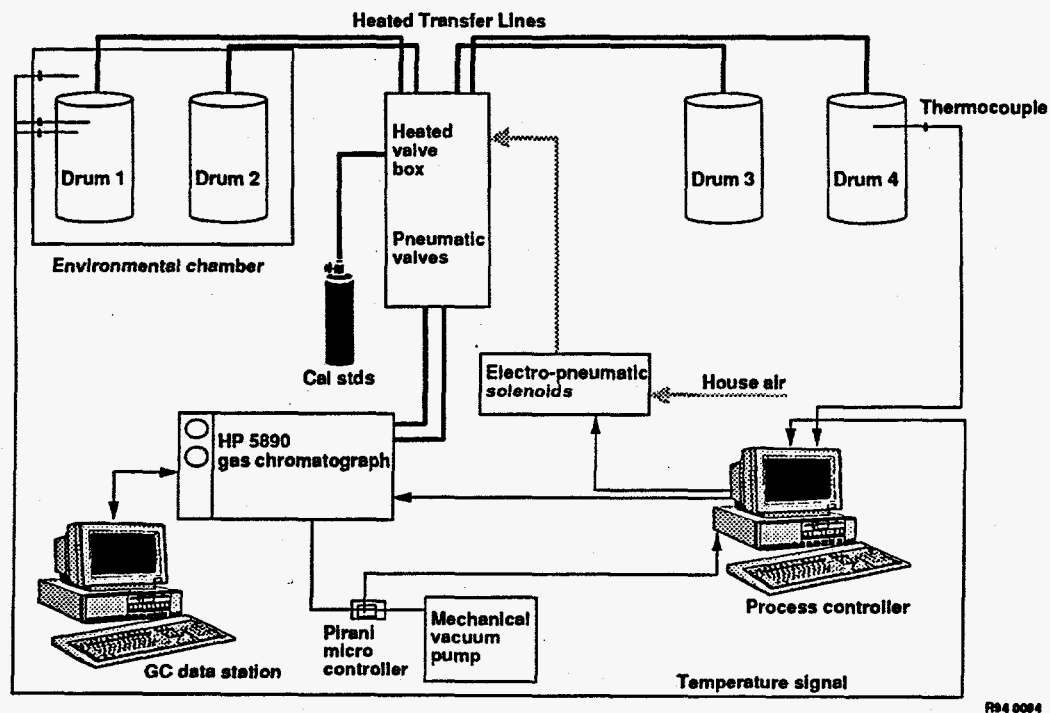 Heated Transfer Lines
Thermocouple
Heated
valve
box
Drum 1
Drum 2
Drum 3
Drum 4
Pneumatic
valves
Environmental chamber
Cal stds
Electro-pneumatic
solenoids
House air
HP 5890
gas chromatograph
Process controller
Pirani
micro
controller
Mechanical
vacuum
pump
GC data station
Temperature signal
R94 0094